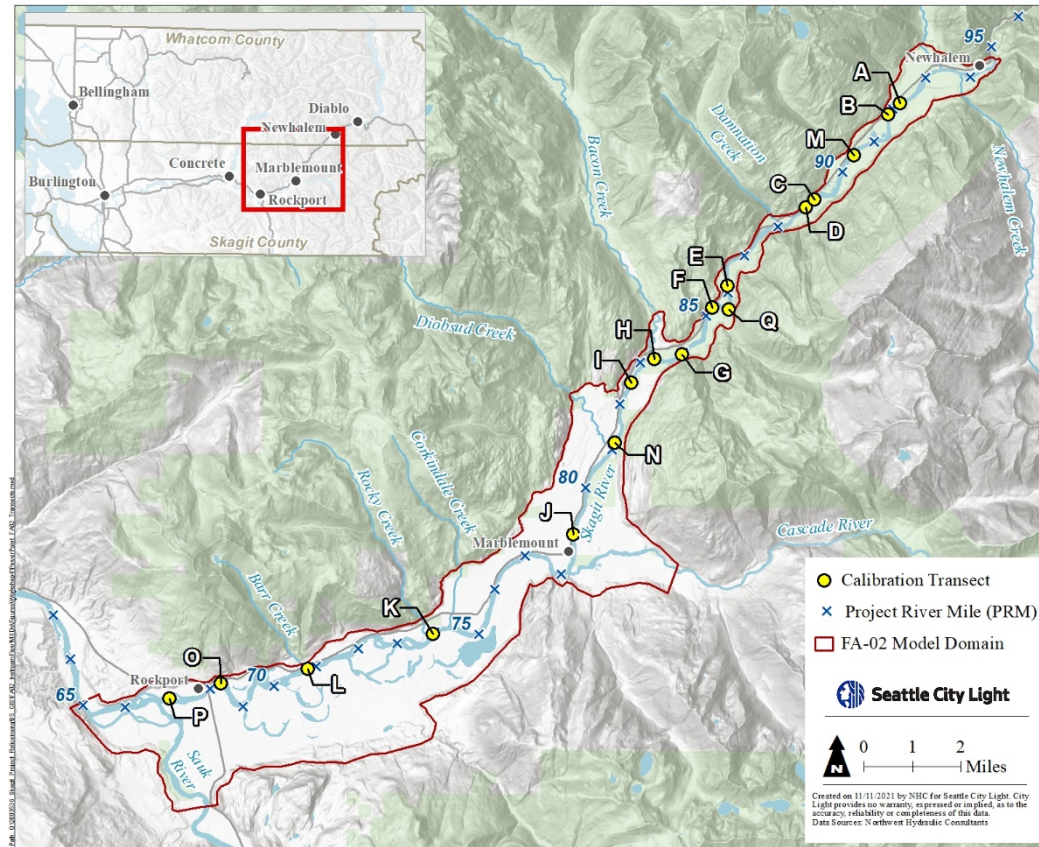 Whatcom County
Bellingham
Diablo
Newhalem
Concrete
Marblemount
Burlington
Rockport
Skagit County
95
Newhalem
A
B
Damnation
Creek
M
90
Bacon Creek
Newhalem Creek
C
D
E
F
85
Q
Diobsud Creek
H
G
I
N
Corkindale Creek
Rocky Creek
80
Skagit River
J
Marblemount
Cascade River
Barr Creek
K
75
O
70
L
Rockport
65
P
Sauk
River
Calibration Transect
Project River Mile (PRM)
FA-02 Model Domain
Seattle City Light
N
0 1 2
Miles
Created on 11/11/2021 by NHC for Seattle City Light. City
Light provides no warranty, expressed or implied, as to the
accuracy, reliability or completeness of this data.
Data Sources: Northwest Hydraulic Consultants